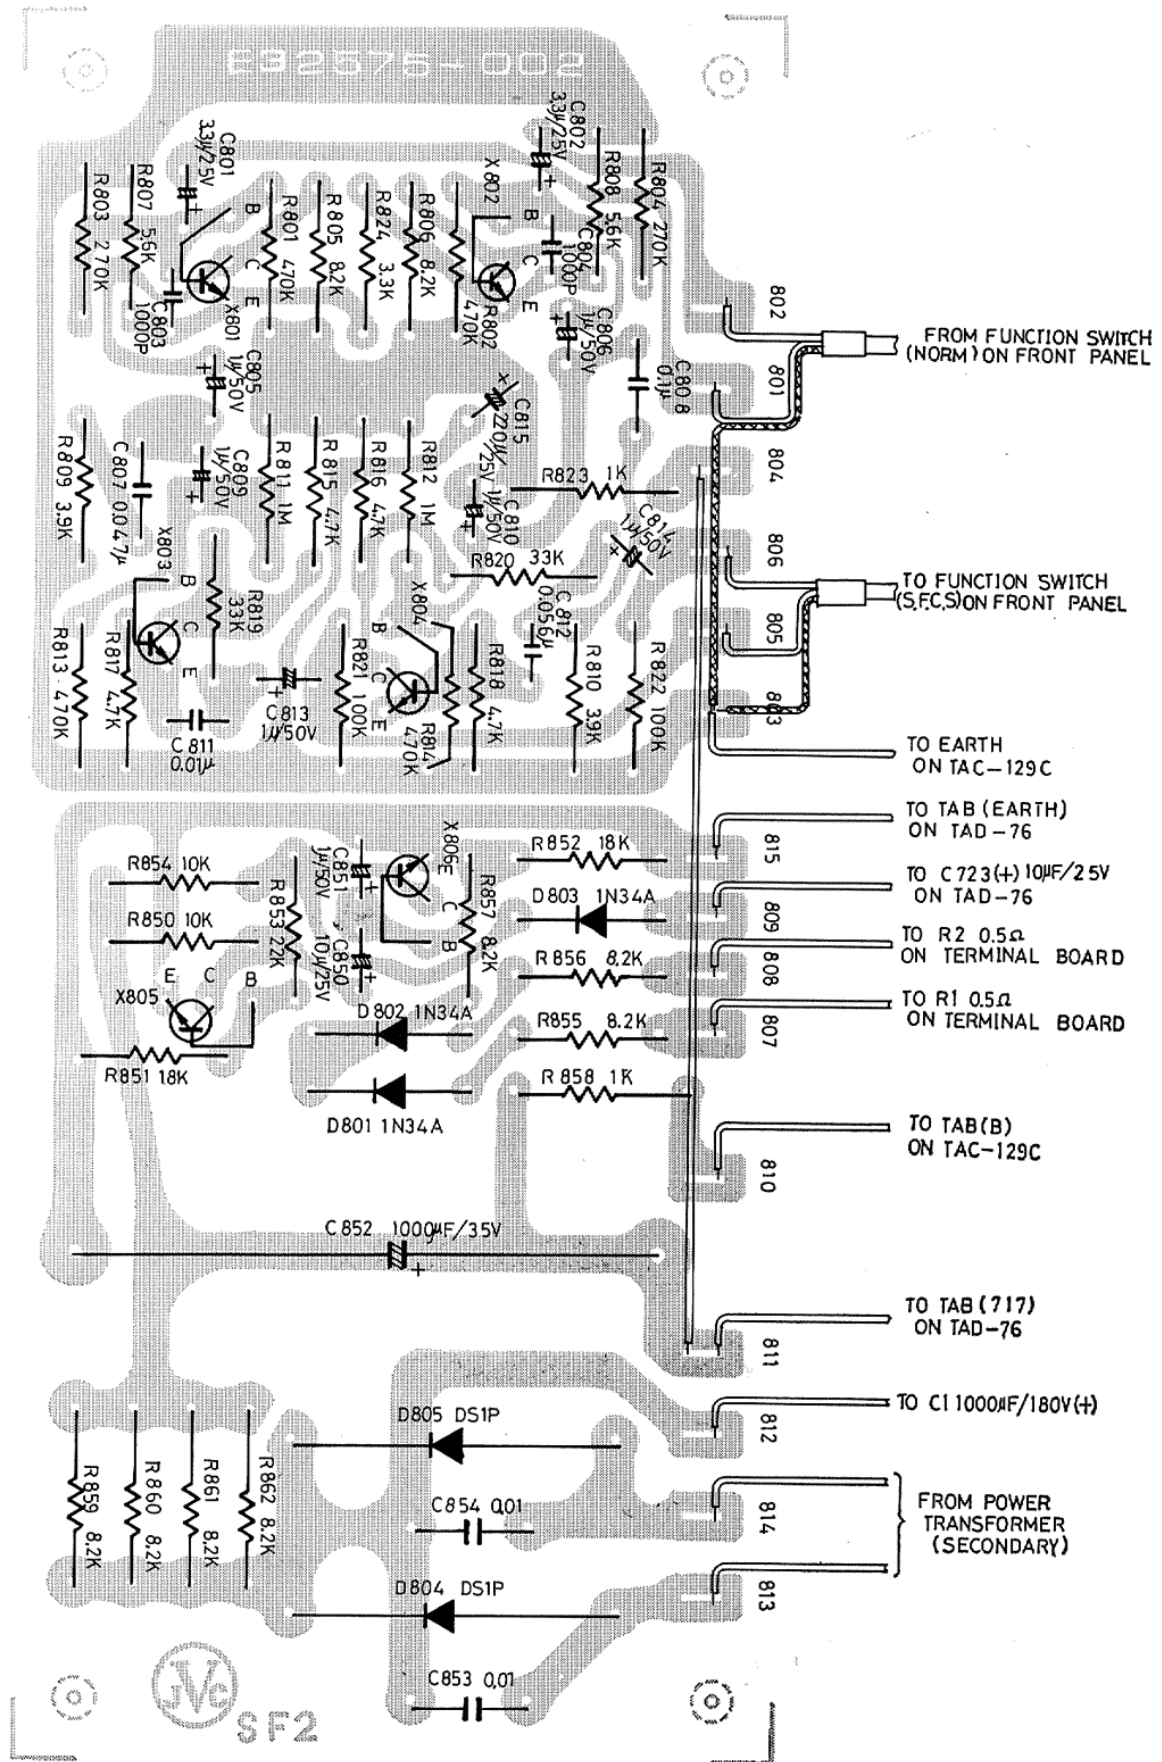 E32575-002
C801
3.3μ/25V
C802
3.3μ/25V
R803 270K
R807 5.6K
R801 470K
R805 8.2K
R824 3.3K
R806 8.2K
X802
R808 5.6K
R804 270K
B
C
E
B
C
E
C803
1000P
X801
R802
470K
C804
1000P
C806
1μ/50V
802
FROM FUNCTION SWITCH
(NORM) ON FRONT PANEL
C805
1μ/50V
C808
0.1μ
801
C815
220μ/
25V
R809 3.9K
C807 0.047μ
C809
1μ/50V
R811 1M
R815 4.7K
R816 4.7K
R812 1M
C810
1μ/50V
R823 1K
C814
1μ/50V
804
X803
R820 33K
806
TO FUNCTION SWITCH
(S,F,C,S) ON FRONT PANEL
B
C
E
R819
33K
X804
B
C
E
C812
0.056μ
805
R813 470K
R817 4.7K
R821 100K
R814
470K
R818 4.7K
R810 3.9K
R822 100K
803
C811
0.01μ
C813
1μ/50V
TO EARTH
ON TAC-129C
TO TAB (EARTH)
ON TAD-76
815
R854 10K
R853 22K
C851
1μ/50V
X806
E
C
B
R857 8.2K
R852 18K
TO C723(+) 10μF/25V
ON TAD-76
D803 1N34A
809
R850 10K
C850
10μ/25V
TO R2 0.5Ω
ON TERMINAL BOARD
R856 8.2K
808
E C B
X805
D802 1N34A
R855 8.2K
TO R1 0.5Ω
ON TERMINAL BOARD
807
R851 18K
R858 1K
D801 1N34A
TO TAB(B)
ON TAC-129C
810
C852 1000μF/35V
TO TAB (717)
ON TAD-76
811
TO C1 1000μF/180V(+)
812
D805 DS1P
R859 8.2K
R860 8.2K
R861 8.2K
R862 8.2K
C854 0.01
814
FROM POWER
TRANSFORMER
(SECONDARY)
D804 DS1P
813
C853 0.01
JVC
SF2